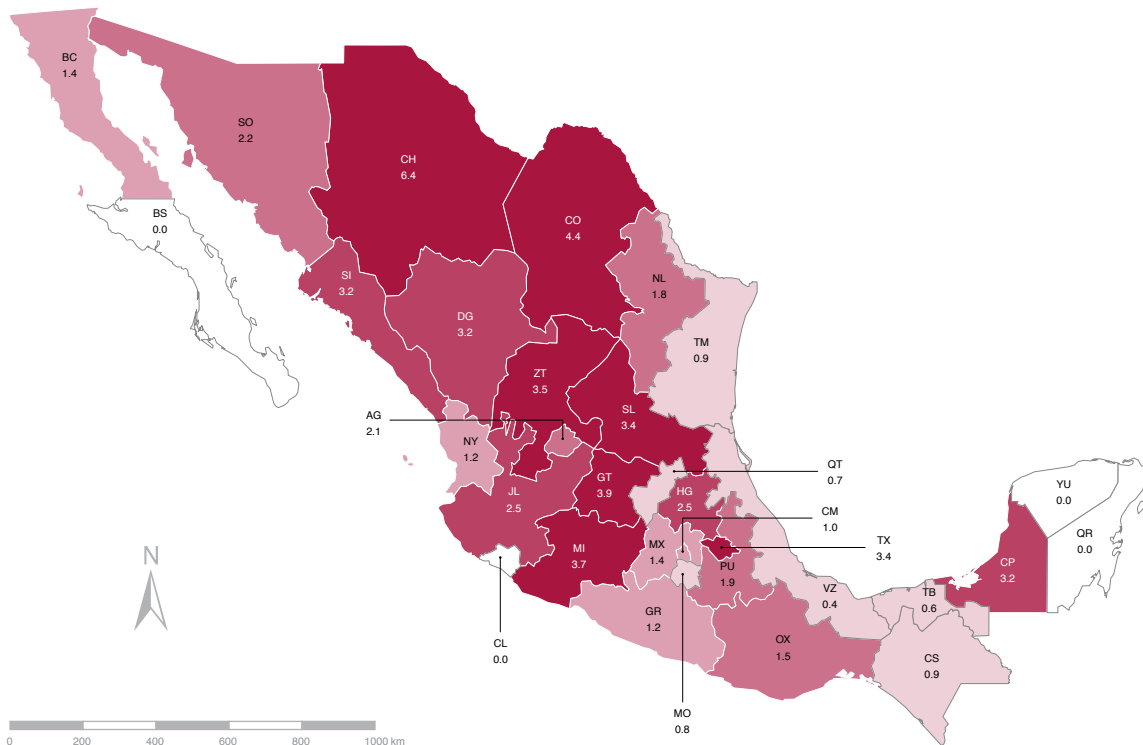 BC
1.4
SO
2.2
CH
6.4
BS
0.0
CO
4.4
SI
3.2
NL
1.8
DG
3.2
TM
0.9
ZT
3.5
AG
2.1
SL
3.4
NY
1.2
QT
0.7
GT
3.9
JL
2.5
HG
2.5
YU
0.0
CM
1.0
QR
0.0
TX
3.4
MX
1.4
MI
3.7
PU
1.9
CP
3.2
VZ
0.4
TB
0.6
GR
1.2
CL
0.0
OX
1.5
CS
0.9
MO
0.8
N
0 200 400 600 800 1000 km